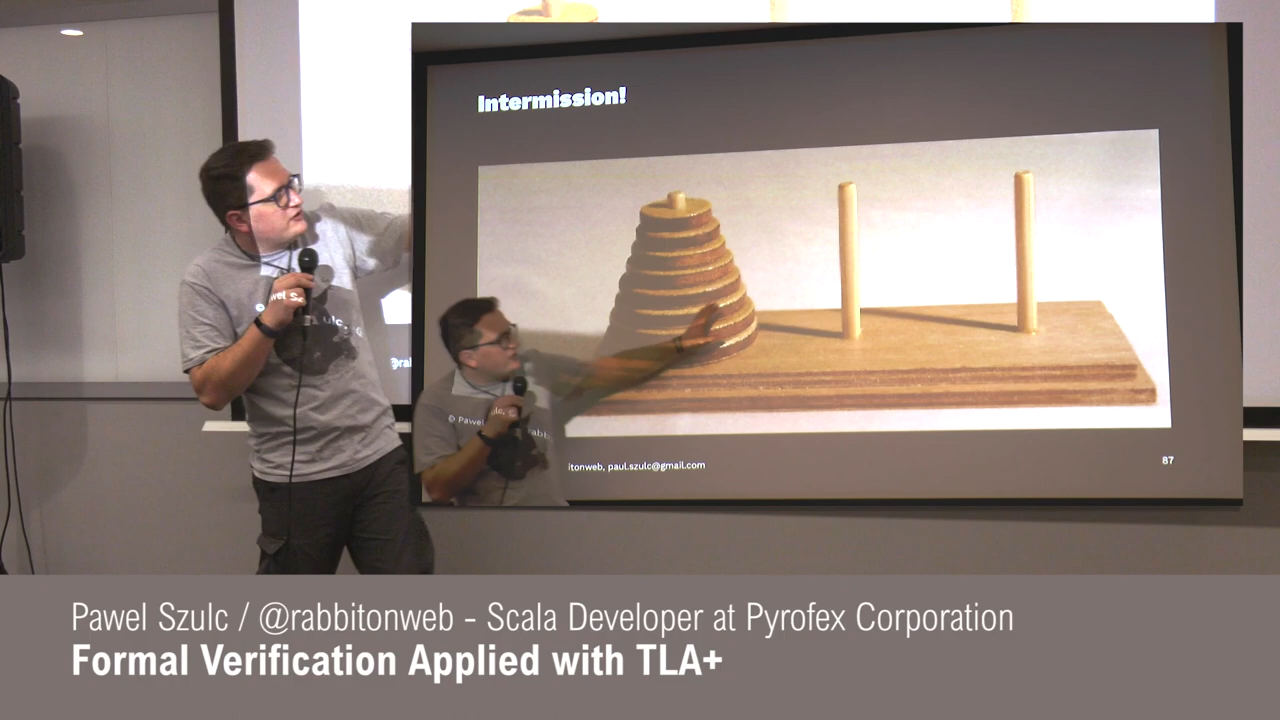 Intermission!
itonweb, paul.szulc@gmail.com
87
© Pawel
Pawel Szulc / @rabbitonweb - Scala Developer at Pyrofex Corporation
Formal Verification Applied with TLA+